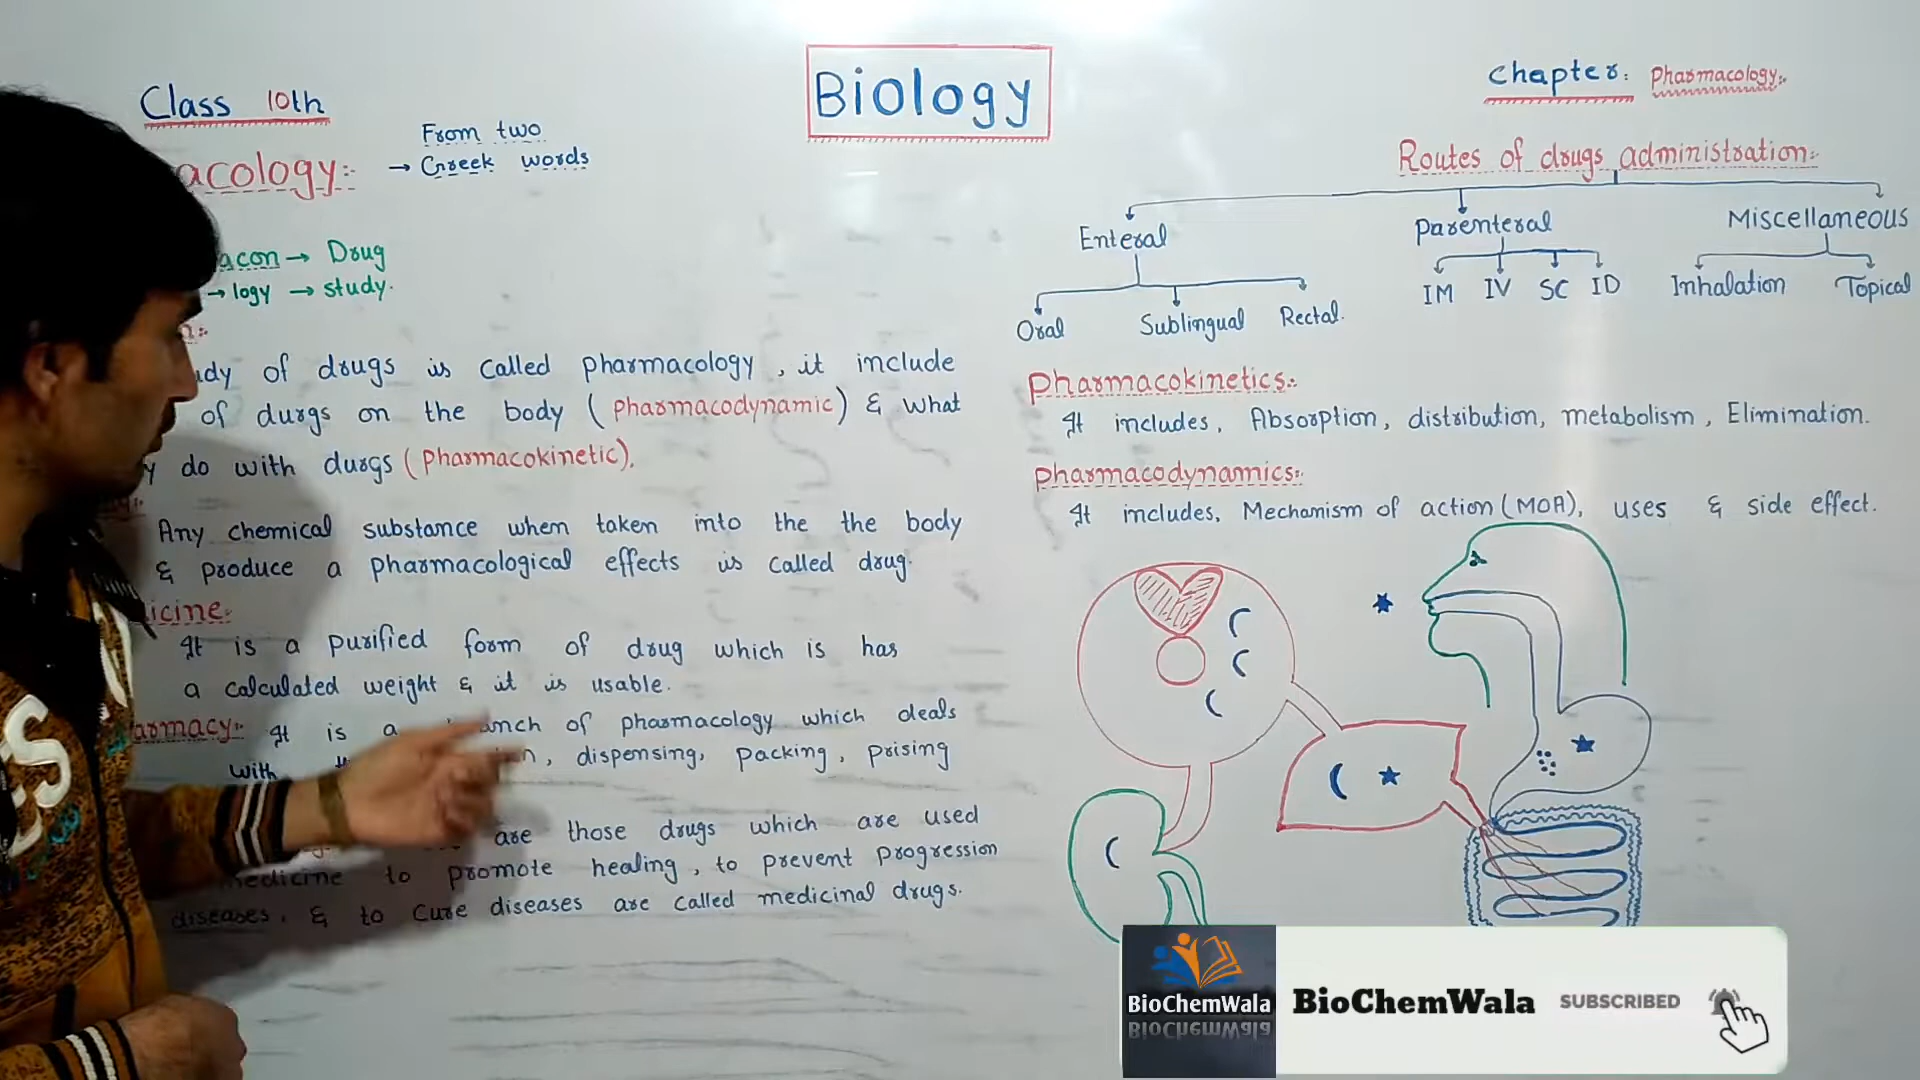 Class 10th
Biology
Chapter: Pharmacology:-
acology:-
From two
→ Greek words
acon → Drug
→ logy → study.
n:-
udy of drugs is called pharmacology, it include
of durgs on the body (pharmacodynamic) & what
y do with durgs (pharmacokinetic).
Any chemical substance when taken into the the body
& produce a pharmacological effects is called drug.
icine:-
It is a purified form of drug which is has
a calculated weight & it is usable.
armacy:- It is a anch of pharmacology which deals
with n, dispensing, packing, prising
are those drugs which are used
medicine to promote healing, to prevent progression
diseases. & to cure diseases are called medicinal drugs.
Routes of drugs administration:-
Enteral Parenteral Miscellaneous
Oral Sublingual Rectal. IM IV SC ID Inhalation Topical
Pharmacokinetics:-
It includes, Absorption, distribution, metabolism, Elimination.
Pharmacodynamics:-
It includes, Mechanism of action (MOA), uses & side effect.
BioChemWala
BioChemWala SUBSCRIBED